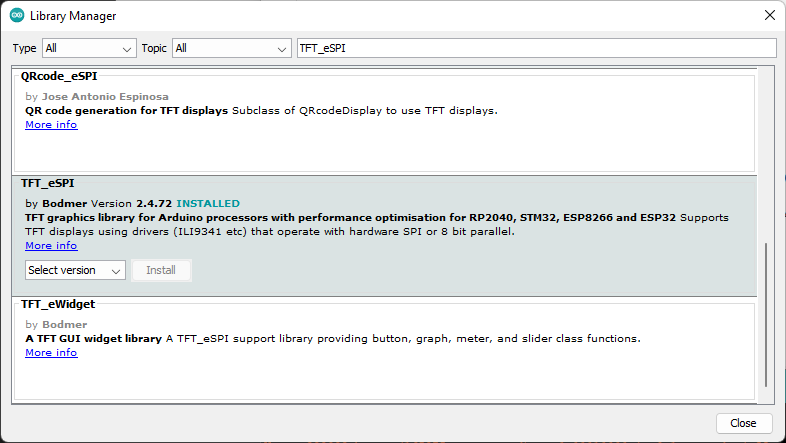 Library Manager
Type All Topic All TFT_eSPI
QRcode_eSPI
by Jose Antonio Espinosa
QR code generation for TFT displays Subclass of QRcodeDisplay to use TFT displays.
More info
TFT_eSPI
by Bodmer Version 2.4.72 INSTALLED
TFT graphics library for Arduino processors with performance optimisation for RP2040, STM32, ESP8266 and ESP32 Supports
TFT displays using drivers (ILI9341 etc) that operate with hardware SPI or 8 bit parallel.
More info
Select version Install
TFT_eWidget
by Bodmer
A TFT GUI widget library A TFT_eSPI support library providing button, graph, meter, and slider class functions.
More info
Close